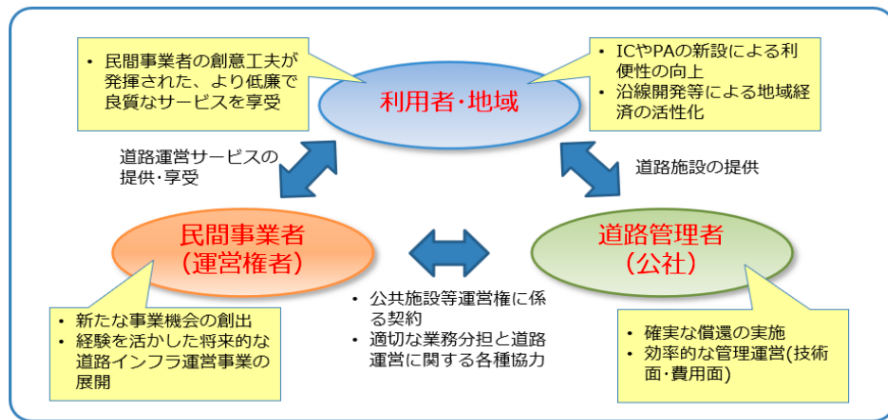 • 民間事業者の創意工夫が
発揮された、より低廉で
良質なサービスを享受
• ICやPAの新設による利
便性の向上
• 沿線開発等による地域経
済の活性化
利用者･地域
道路運営サービスの
提供･享受
道路施設の提供
民間事業者
（運営権者）
道路管理者
（公社）
• 新たな事業機会の創出
• 経験を活かした将来的な
道路インフラ運営事業の
展開
• 公共施設等運営権に係
る契約
• 適切な業務分担と道路
運営に関する各種協力
• 確実な償還の実施
• 効率的な管理運営(技術
面･費用面)